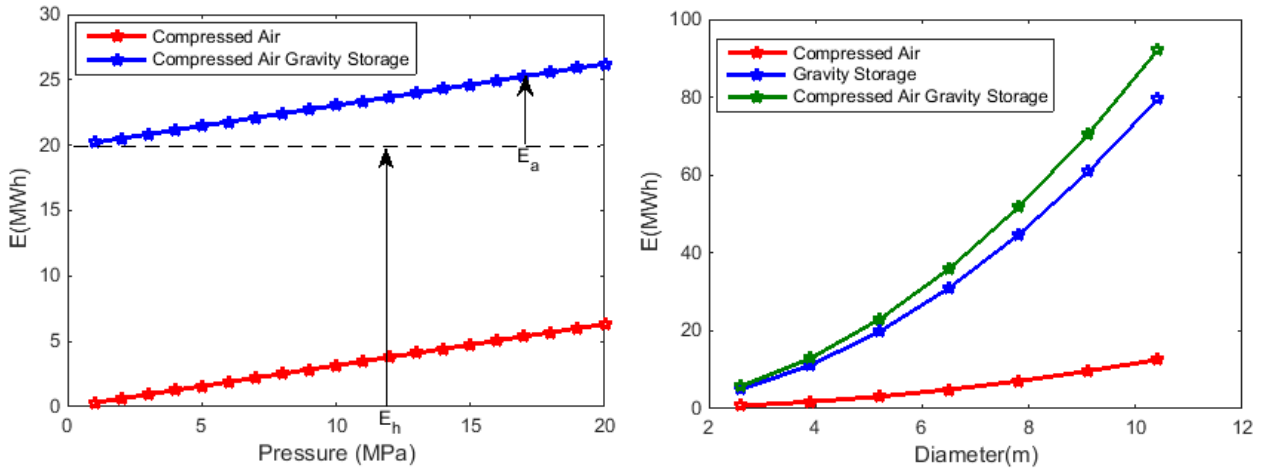 30
25
20
15
10
5
0
E(MWh)
Compressed Air
Compressed Air Gravity Storage
E_a
E_h
0
5
10
15
20
Pressure (MPa)
100
80
60
40
20
0
E(MWh)
Compressed Air
Gravity Storage
Compressed Air Gravity Storage
2
4
6
8
10
12
Diameter(m)